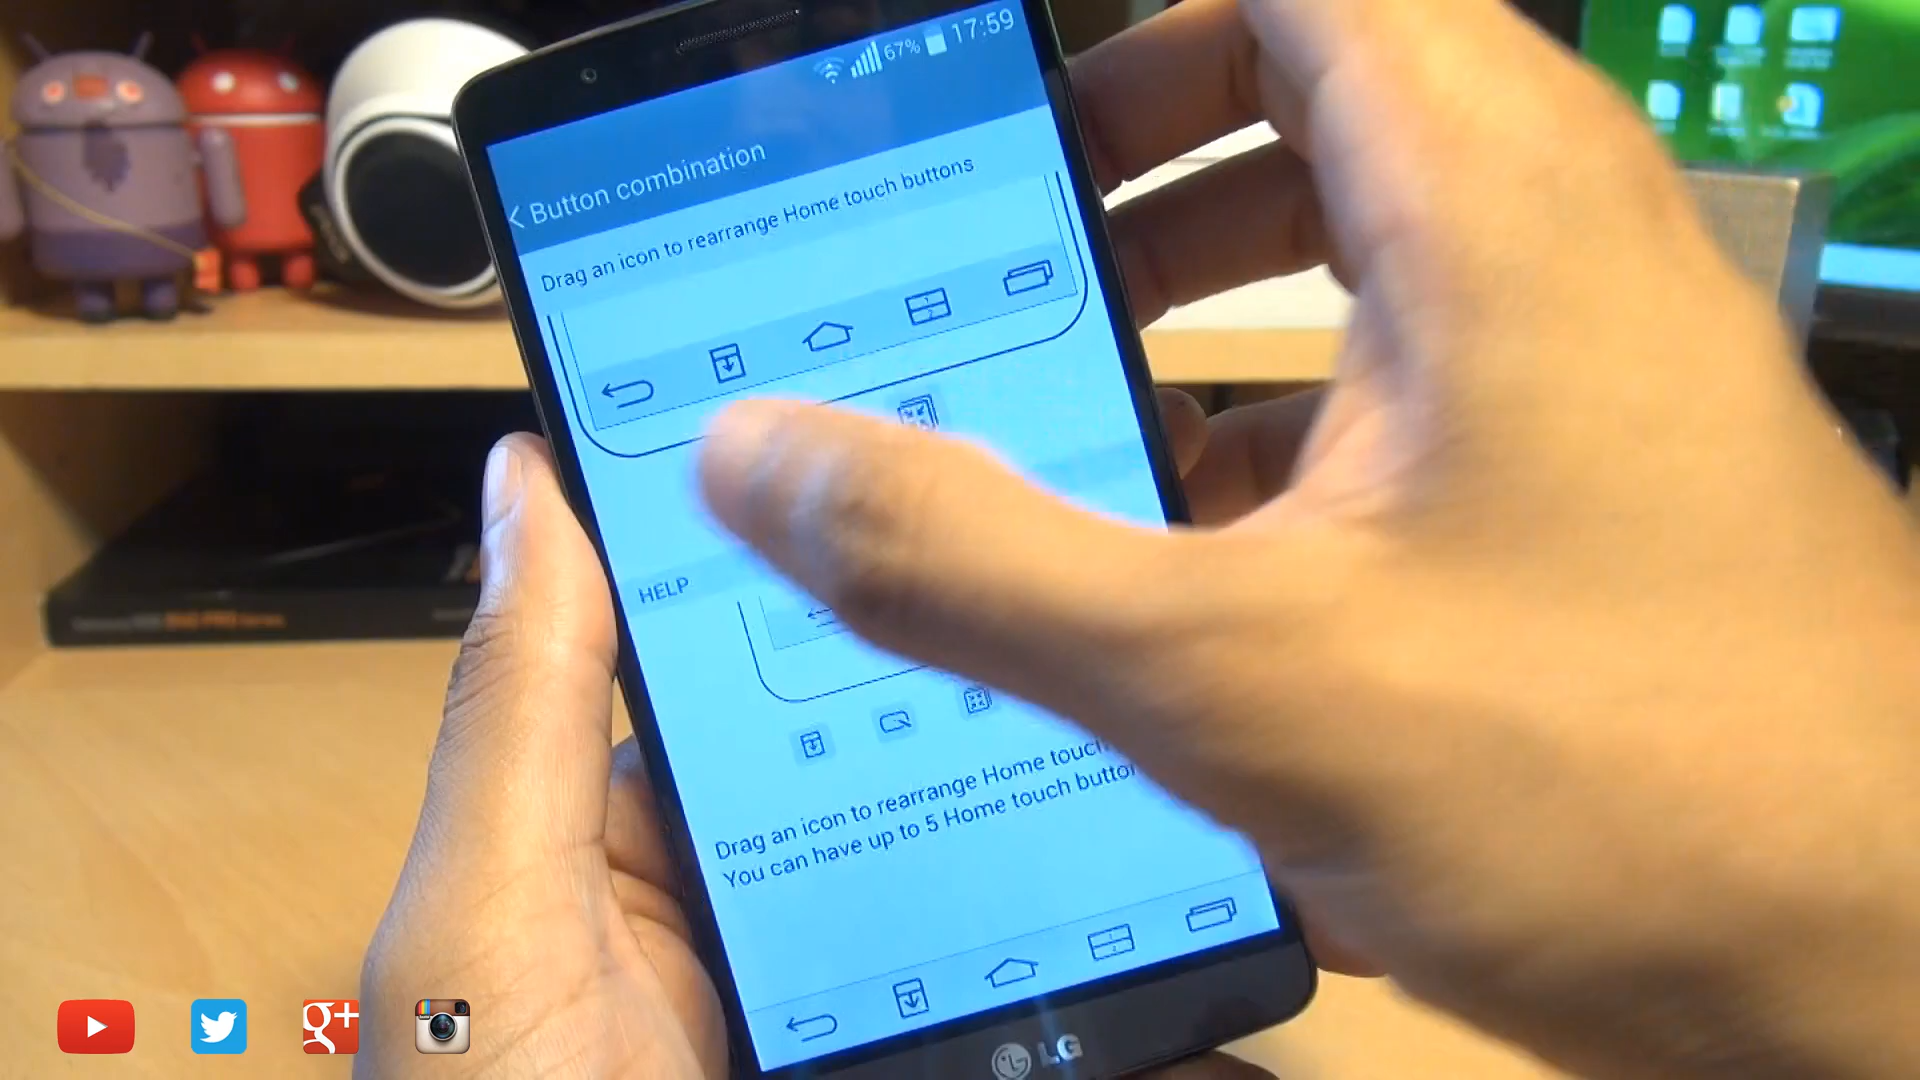 67% 17:59
Button combination
Drag an icon to rearrange Home touch buttons
HELP
Drag an icon to rearrange Home touch
You can have up to 5 Home touch
LG
g+